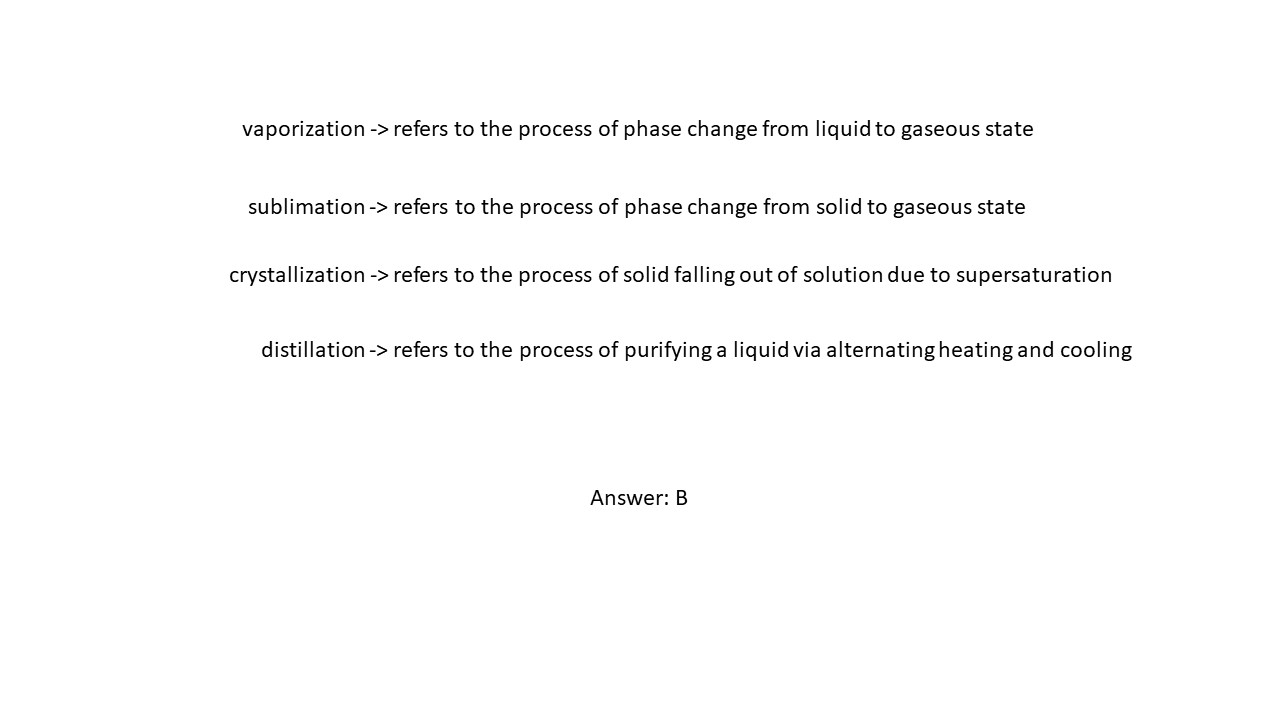 vaporization -> refers to the process of phase change from liquid to gaseous state
sublimation -> refers to the process of phase change from solid to gaseous state
crystallization -> refers to the process of solid falling out of solution due to supersaturation
distillation -> refers to the process of purifying a liquid via alternating heating and cooling
Answer: B